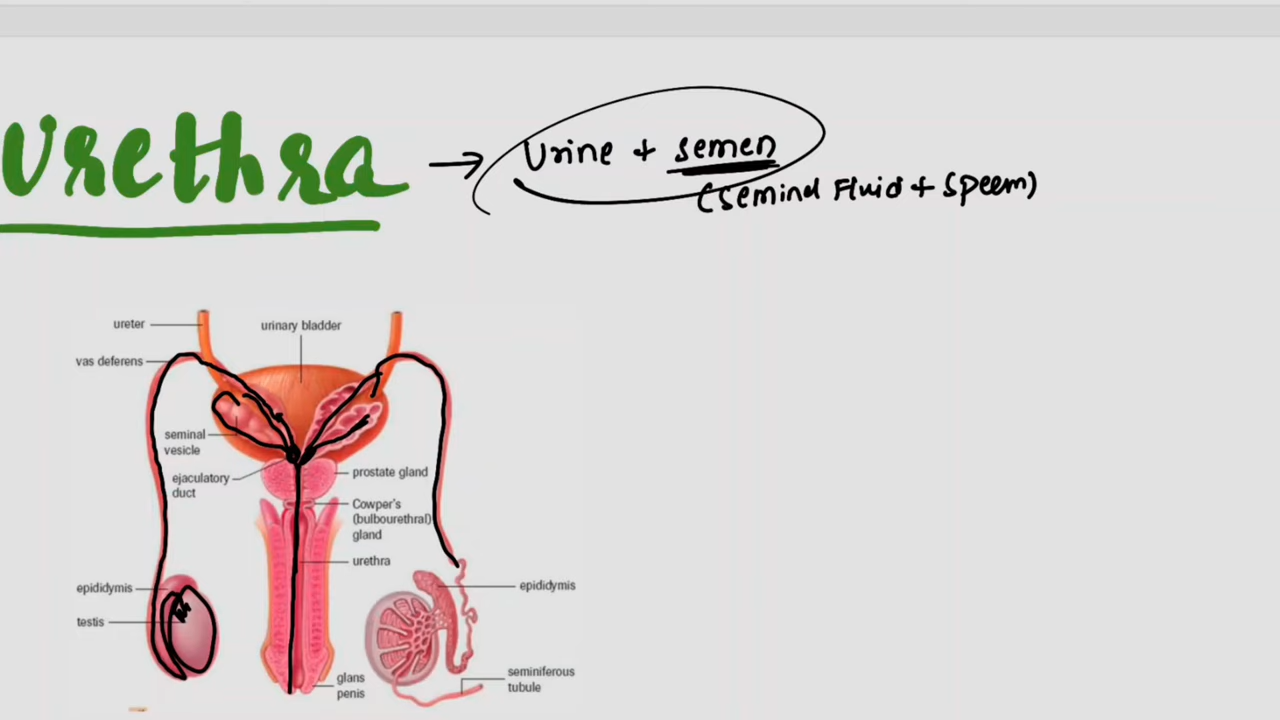 Urethra → Urine + semen
(seminal Fluid + Speem)
ureter
urinary bladder
vas deferens
seminal
vesicle
ejaculatory
duct
prostate gland
Cowper's
(bulbourethral)
gland
urethra
epididymis
testis
epididymis
glans
penis
seminiferous
tubule